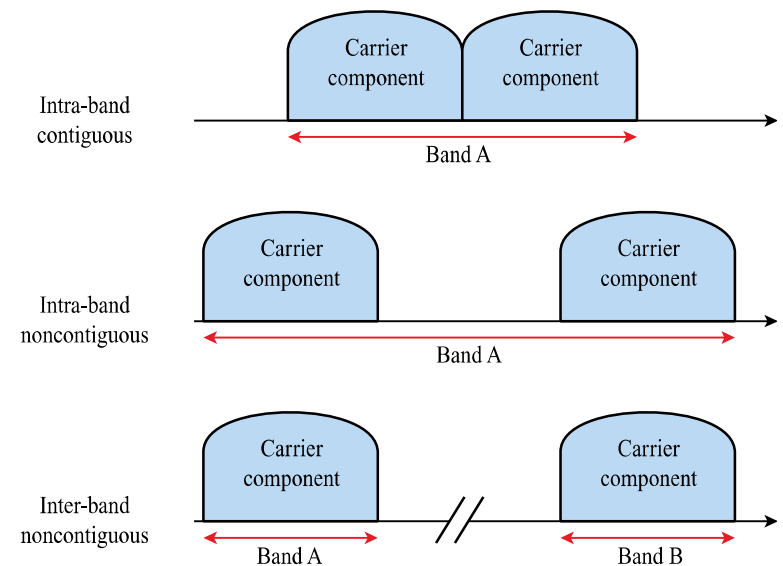 Carrier
component
Carrier
component
Intra-band
contiguous
Band A
Carrier
component
Carrier
component
Intra-band
noncontiguous
Band A
Carrier
component
Carrier
component
Inter-band
noncontiguous
Band A
Band B